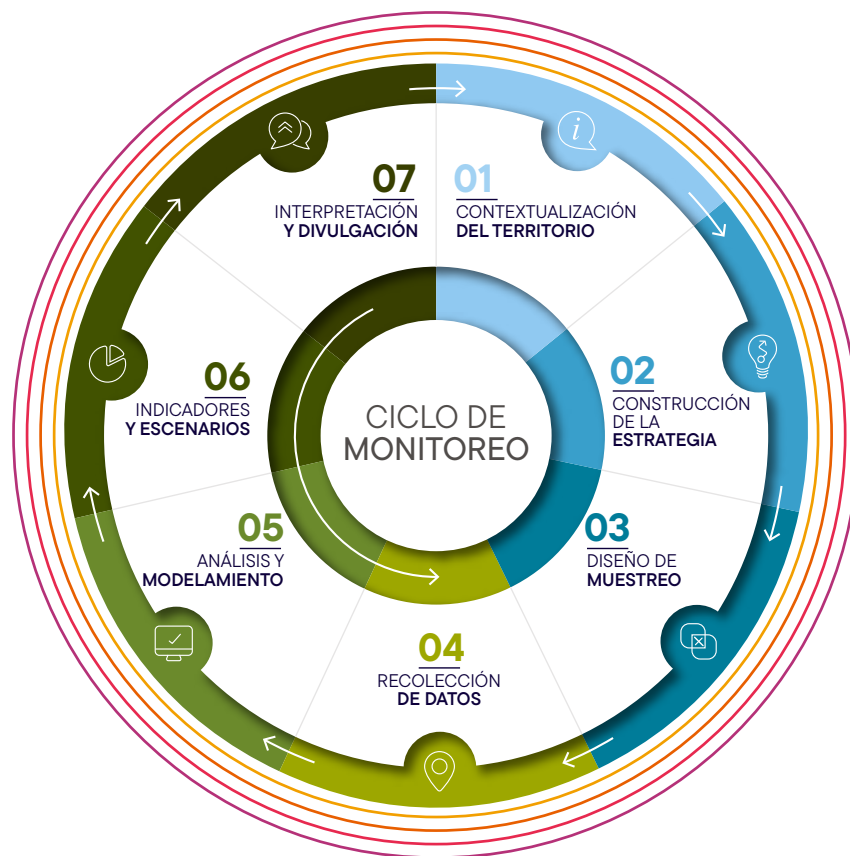 07
INTERPRETACIÓN
Y DIVULGACIÓN
01
CONTEXTUALIZACIÓN
DEL TERRITORIO
i
02
CONSTRUCCIÓN
DE LA
ESTRATEGIA
03
DISEÑO DE
MUESTREO
04
RECOLECCIÓN
DE DATOS
05
ANÁLISIS Y
MODELAMIENTO
06
INDICADORES
Y ESCENARIOS
CICLO DE
MONITOREO